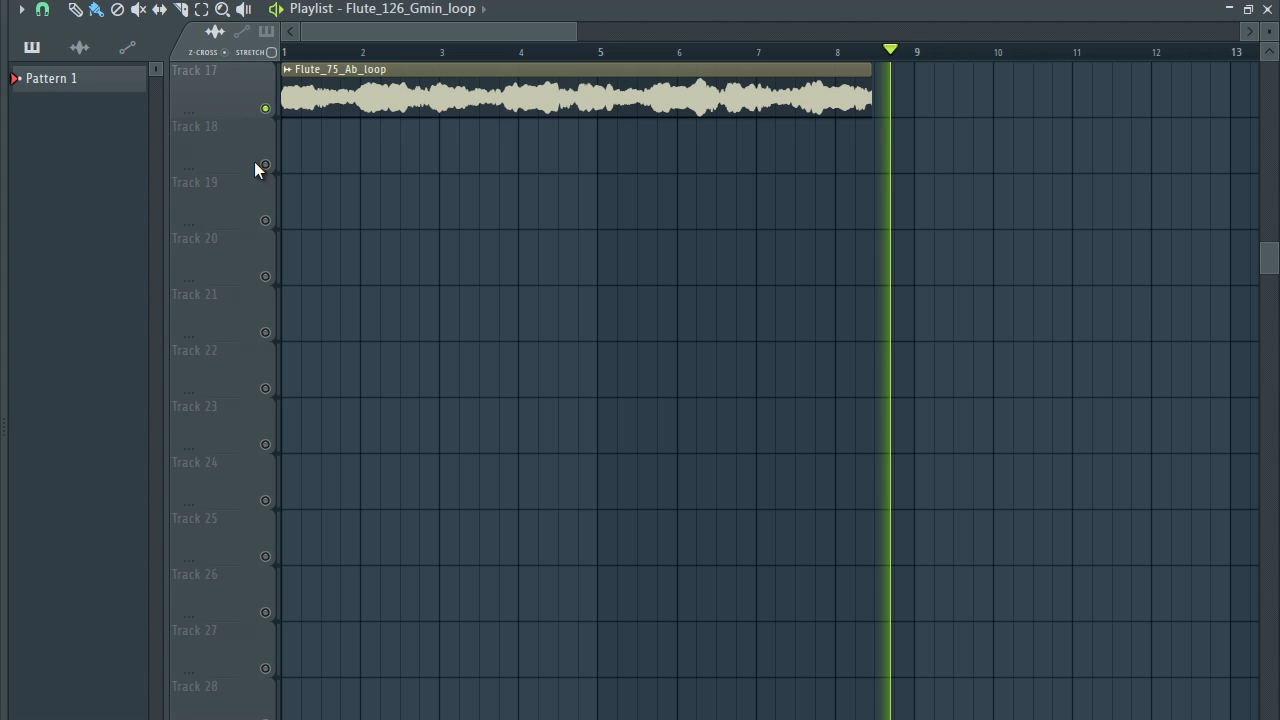 Playlist - Flute_126_Gmin_loop
Z-CROSS STRETCH
1 2 3 4 5 6 7 8 9 10 11 12 13
Pattern 1
Track 17
Flute_75_Ab_loop
Track 18
Track 19
Track 20
Track 21
Track 22
Track 23
Track 24
Track 25
Track 26
Track 27
Track 28